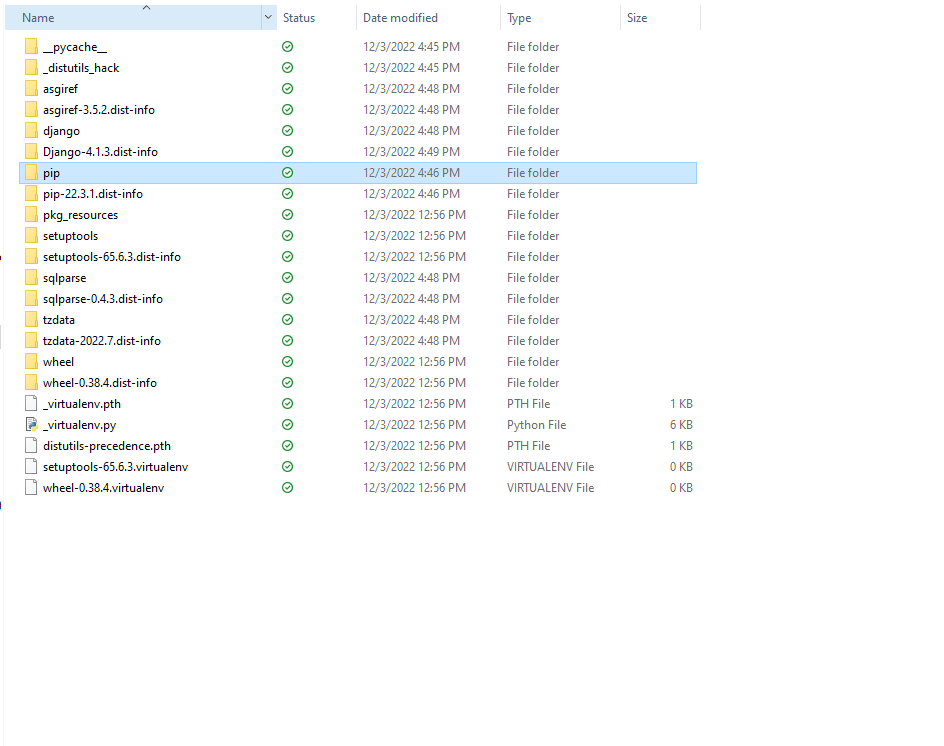 Name Status Date modified Type Size
__pycache__ 12/3/2022 4:45 PM File folder
_distutils_hack 12/3/2022 4:45 PM File folder
asgiref 12/3/2022 4:48 PM File folder
asgiref-3.5.2.dist-info 12/3/2022 4:48 PM File folder
django 12/3/2022 4:48 PM File folder
Django-4.1.3.dist-info 12/3/2022 4:49 PM File folder
pip 12/3/2022 4:46 PM File folder
pip-22.3.1.dist-info 12/3/2022 4:46 PM File folder
pkg_resources 12/3/2022 12:56 PM File folder
setuptools 12/3/2022 12:56 PM File folder
setuptools-65.6.3.dist-info 12/3/2022 12:56 PM File folder
sqlparse 12/3/2022 4:48 PM File folder
sqlparse-0.4.3.dist-info 12/3/2022 4:48 PM File folder
tzdata 12/3/2022 4:48 PM File folder
tzdata-2022.7.dist-info 12/3/2022 4:48 PM File folder
wheel 12/3/2022 12:56 PM File folder
wheel-0.38.4.dist-info 12/3/2022 12:56 PM File folder
_virtualenv.pth 12/3/2022 12:56 PM PTH File 1 KB
_virtualenv.py 12/3/2022 12:56 PM Python File 6 KB
distutils-precedence.pth 12/3/2022 12:56 PM PTH File 1 KB
setuptools-65.6.3.virtualenv 12/3/2022 12:56 PM VIRTUALENV File 0 KB
wheel-0.38.4.virtualenv 12/3/2022 12:56 PM VIRTUALENV File 0 KB